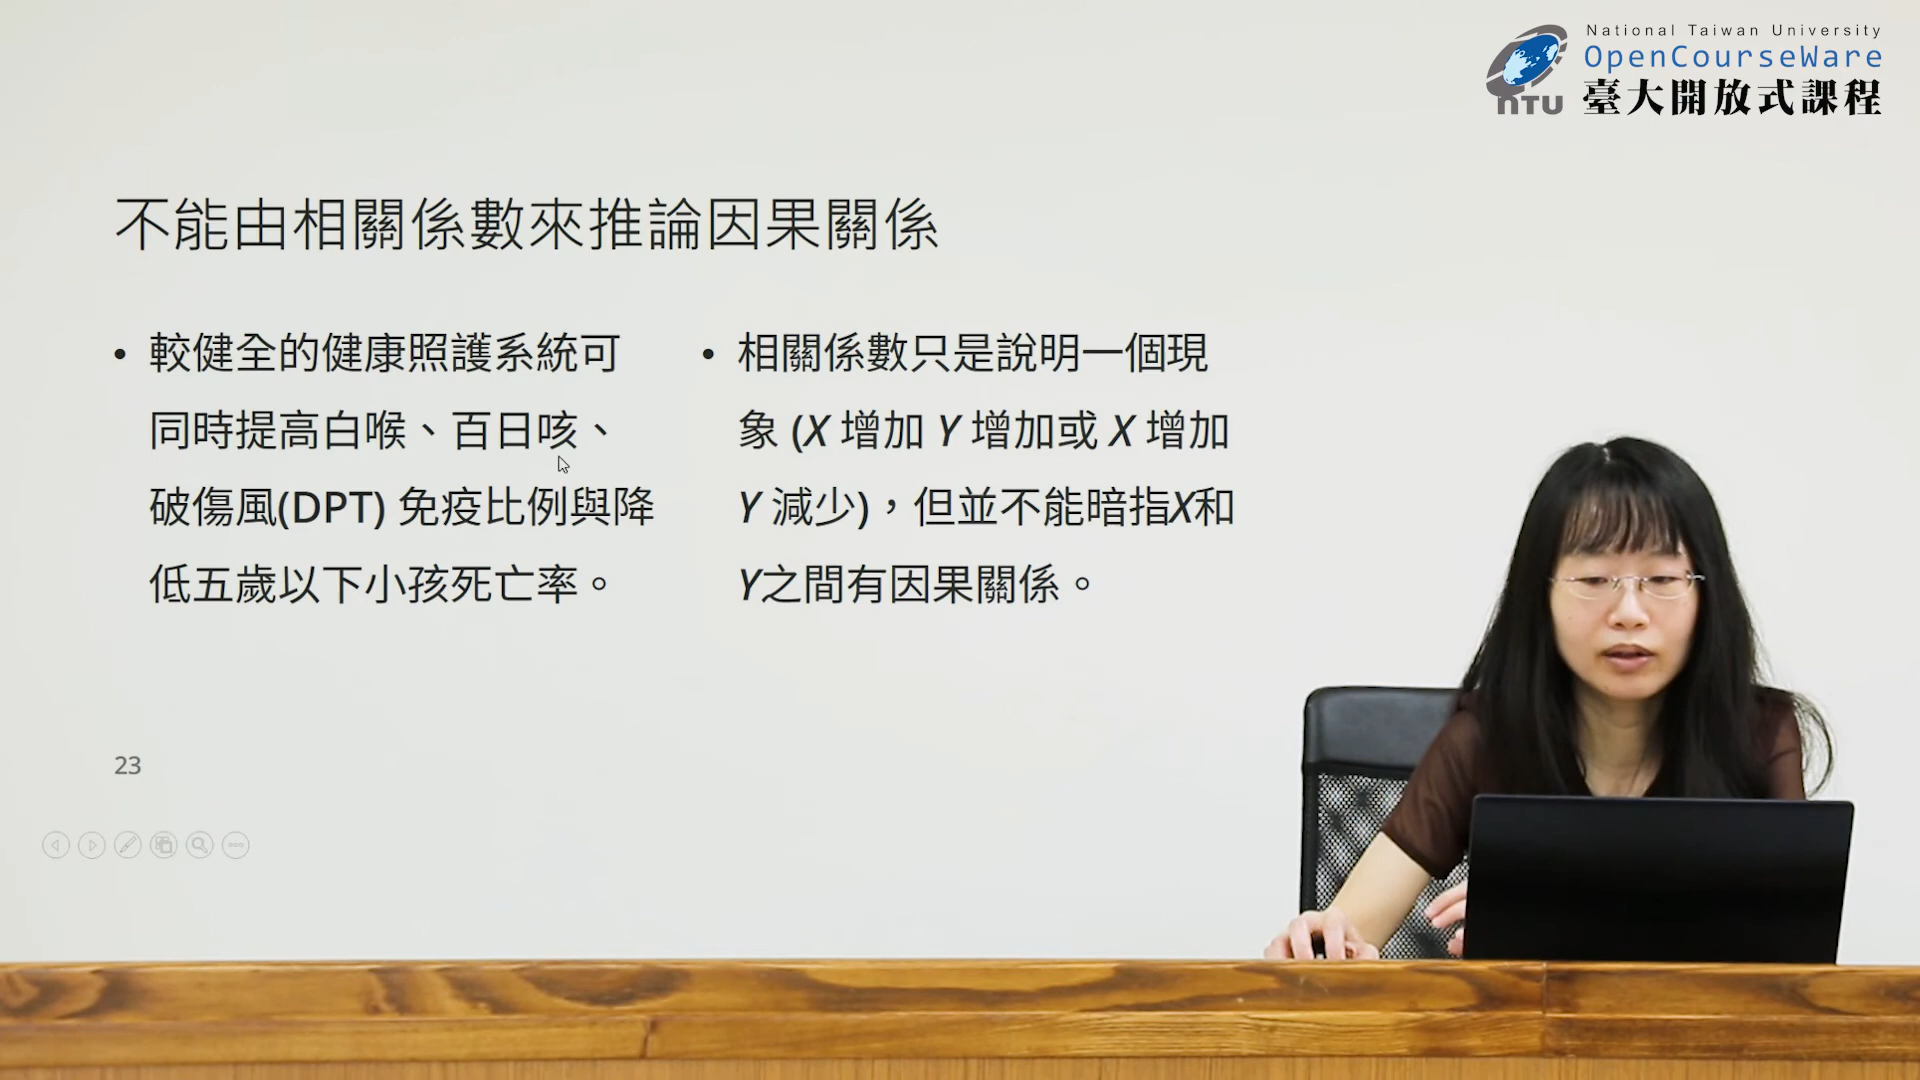 National Taiwan University
OpenCourseWare
臺大開放式課程
NTU
不能由相關係數來推論因果關係
• 較健全的健康照護系統可
同時提高白喉、百日咳、
破傷風(DPT) 免疫比例與降
低五歲以下小孩死亡率。
• 相關係數只是說明一個現
象 (X 增加 Y 增加或 X 增加
Y 減少)，但並不能暗指X和
Y之間有因果關係。
23